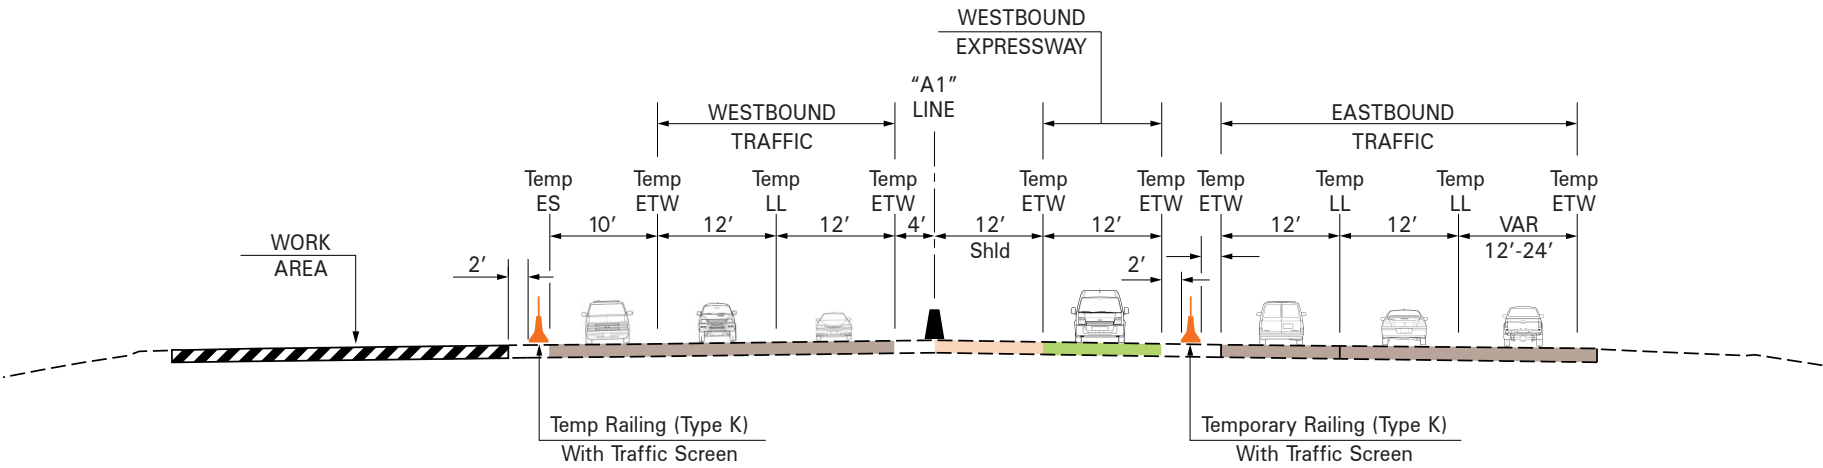 WESTBOUND
EXPRESSWAY
“A1”
LINE
WESTBOUND
TRAFFIC
EASTBOUND
TRAFFIC
Temp
ES
Temp
ETW
Temp
LL
Temp
ETW
Temp
ETW
Temp
ETW
Temp
ETW
Temp
LL
Temp
LL
Temp
ETW
10’
12’
12’
4’
12’
Shld
12’
12’
12’
VAR
12’-24’
WORK
AREA
2’
2’
Temp Railing (Type K)
With Traffic Screen
Temporary Railing (Type K)
With Traffic Screen